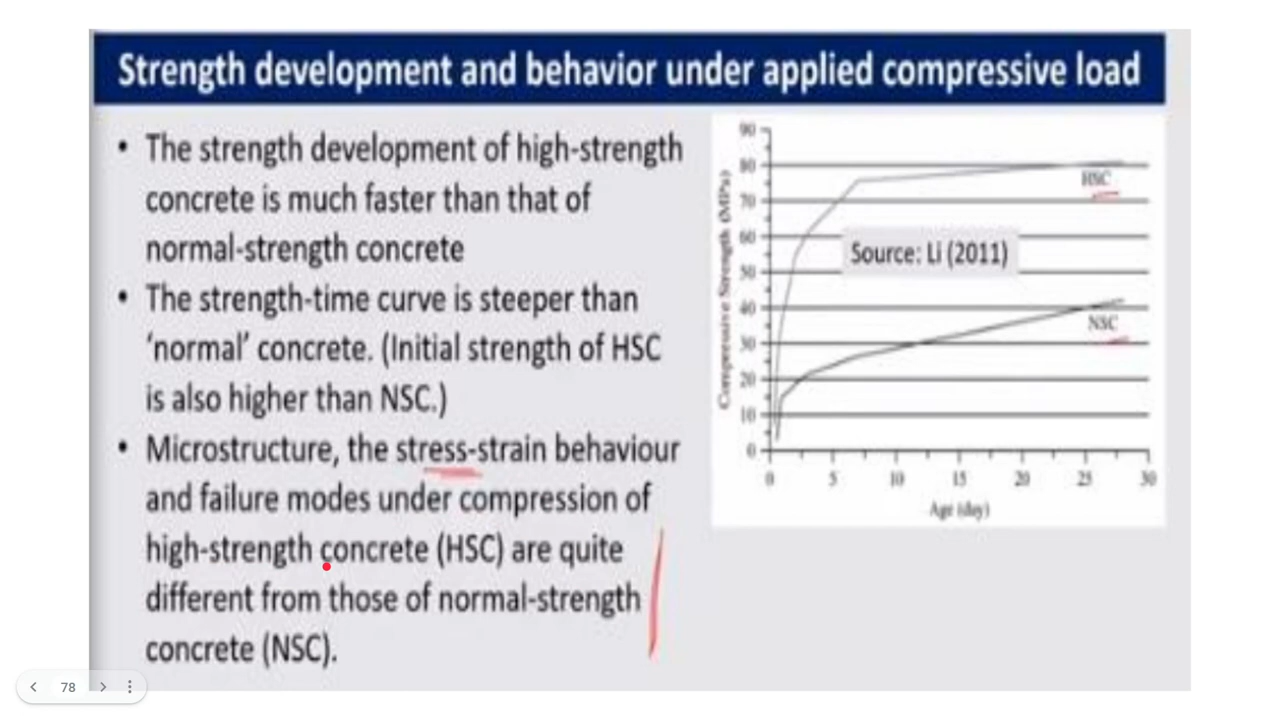 Strength development and behavior under applied compressive load
• The strength development of high-strength
concrete is much faster than that of
normal-strength concrete
• The strength-time curve is steeper than
‘normal’ concrete. (Initial strength of HSC
is also higher than NSC.)
• Microstructure, the stress-strain behaviour
and failure modes under compression of
high-strength concrete (HSC) are quite
different from those of normal-strength
concrete (NSC).
Compressive Strength (MPa)
90
80
70
60
50
40
30
20
10
0
HSC
Source: Li (2011)
NSC
0 5 10 15 20 25 30
Age (day)
78